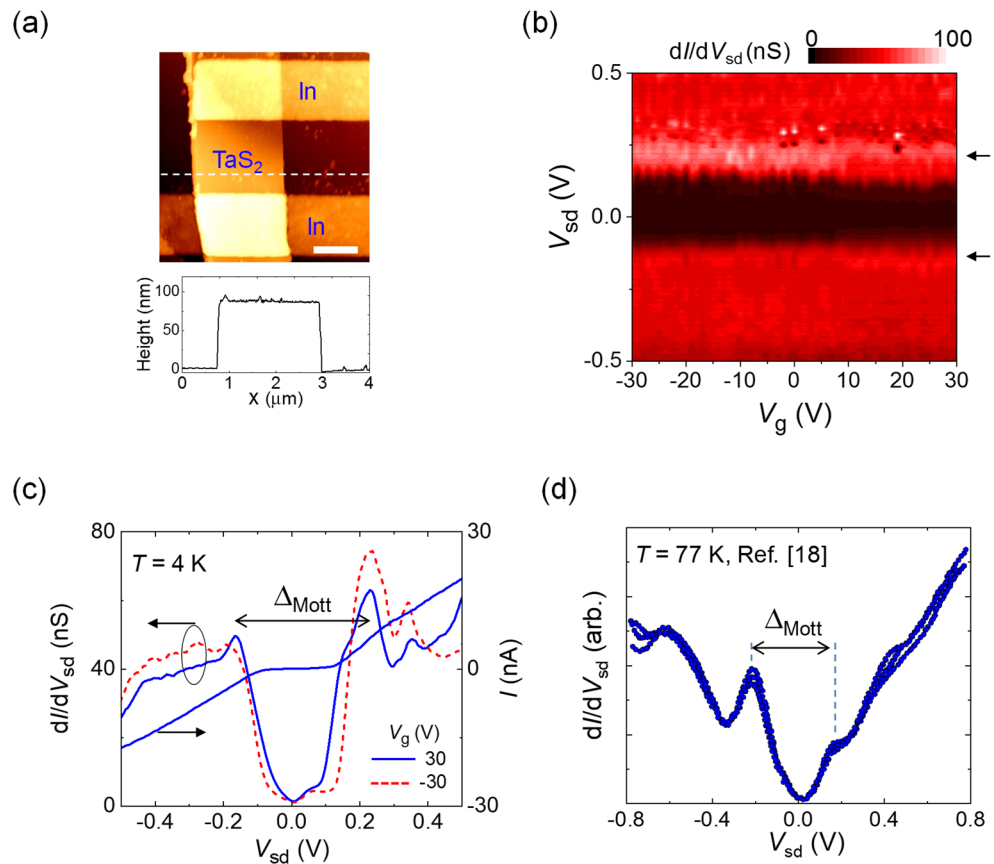 (a)
In
TaS2
In
Height (nm)
100
50
0
0 1 2 3 4
X (μm)
(b)
dI/dVsd (nS)
0 100
Vsd (V)
0.5
0.0
-0.5
-30 -20 -10 0 10 20 30
Vg (V)
(c)
T = 4 K
ΔMott
dI/dVsd (nS)
80
40
0
I (nA)
30
0
-30
Vg (V)
30
-30
-0.4 -0.2 0.0 0.2 0.4
Vsd (V)
(d)
T = 77 K, Ref. [18]
ΔMott
dI/dVsd (arb.)
-0.8 -0.4 0.0 0.4 0.8
Vsd (V)